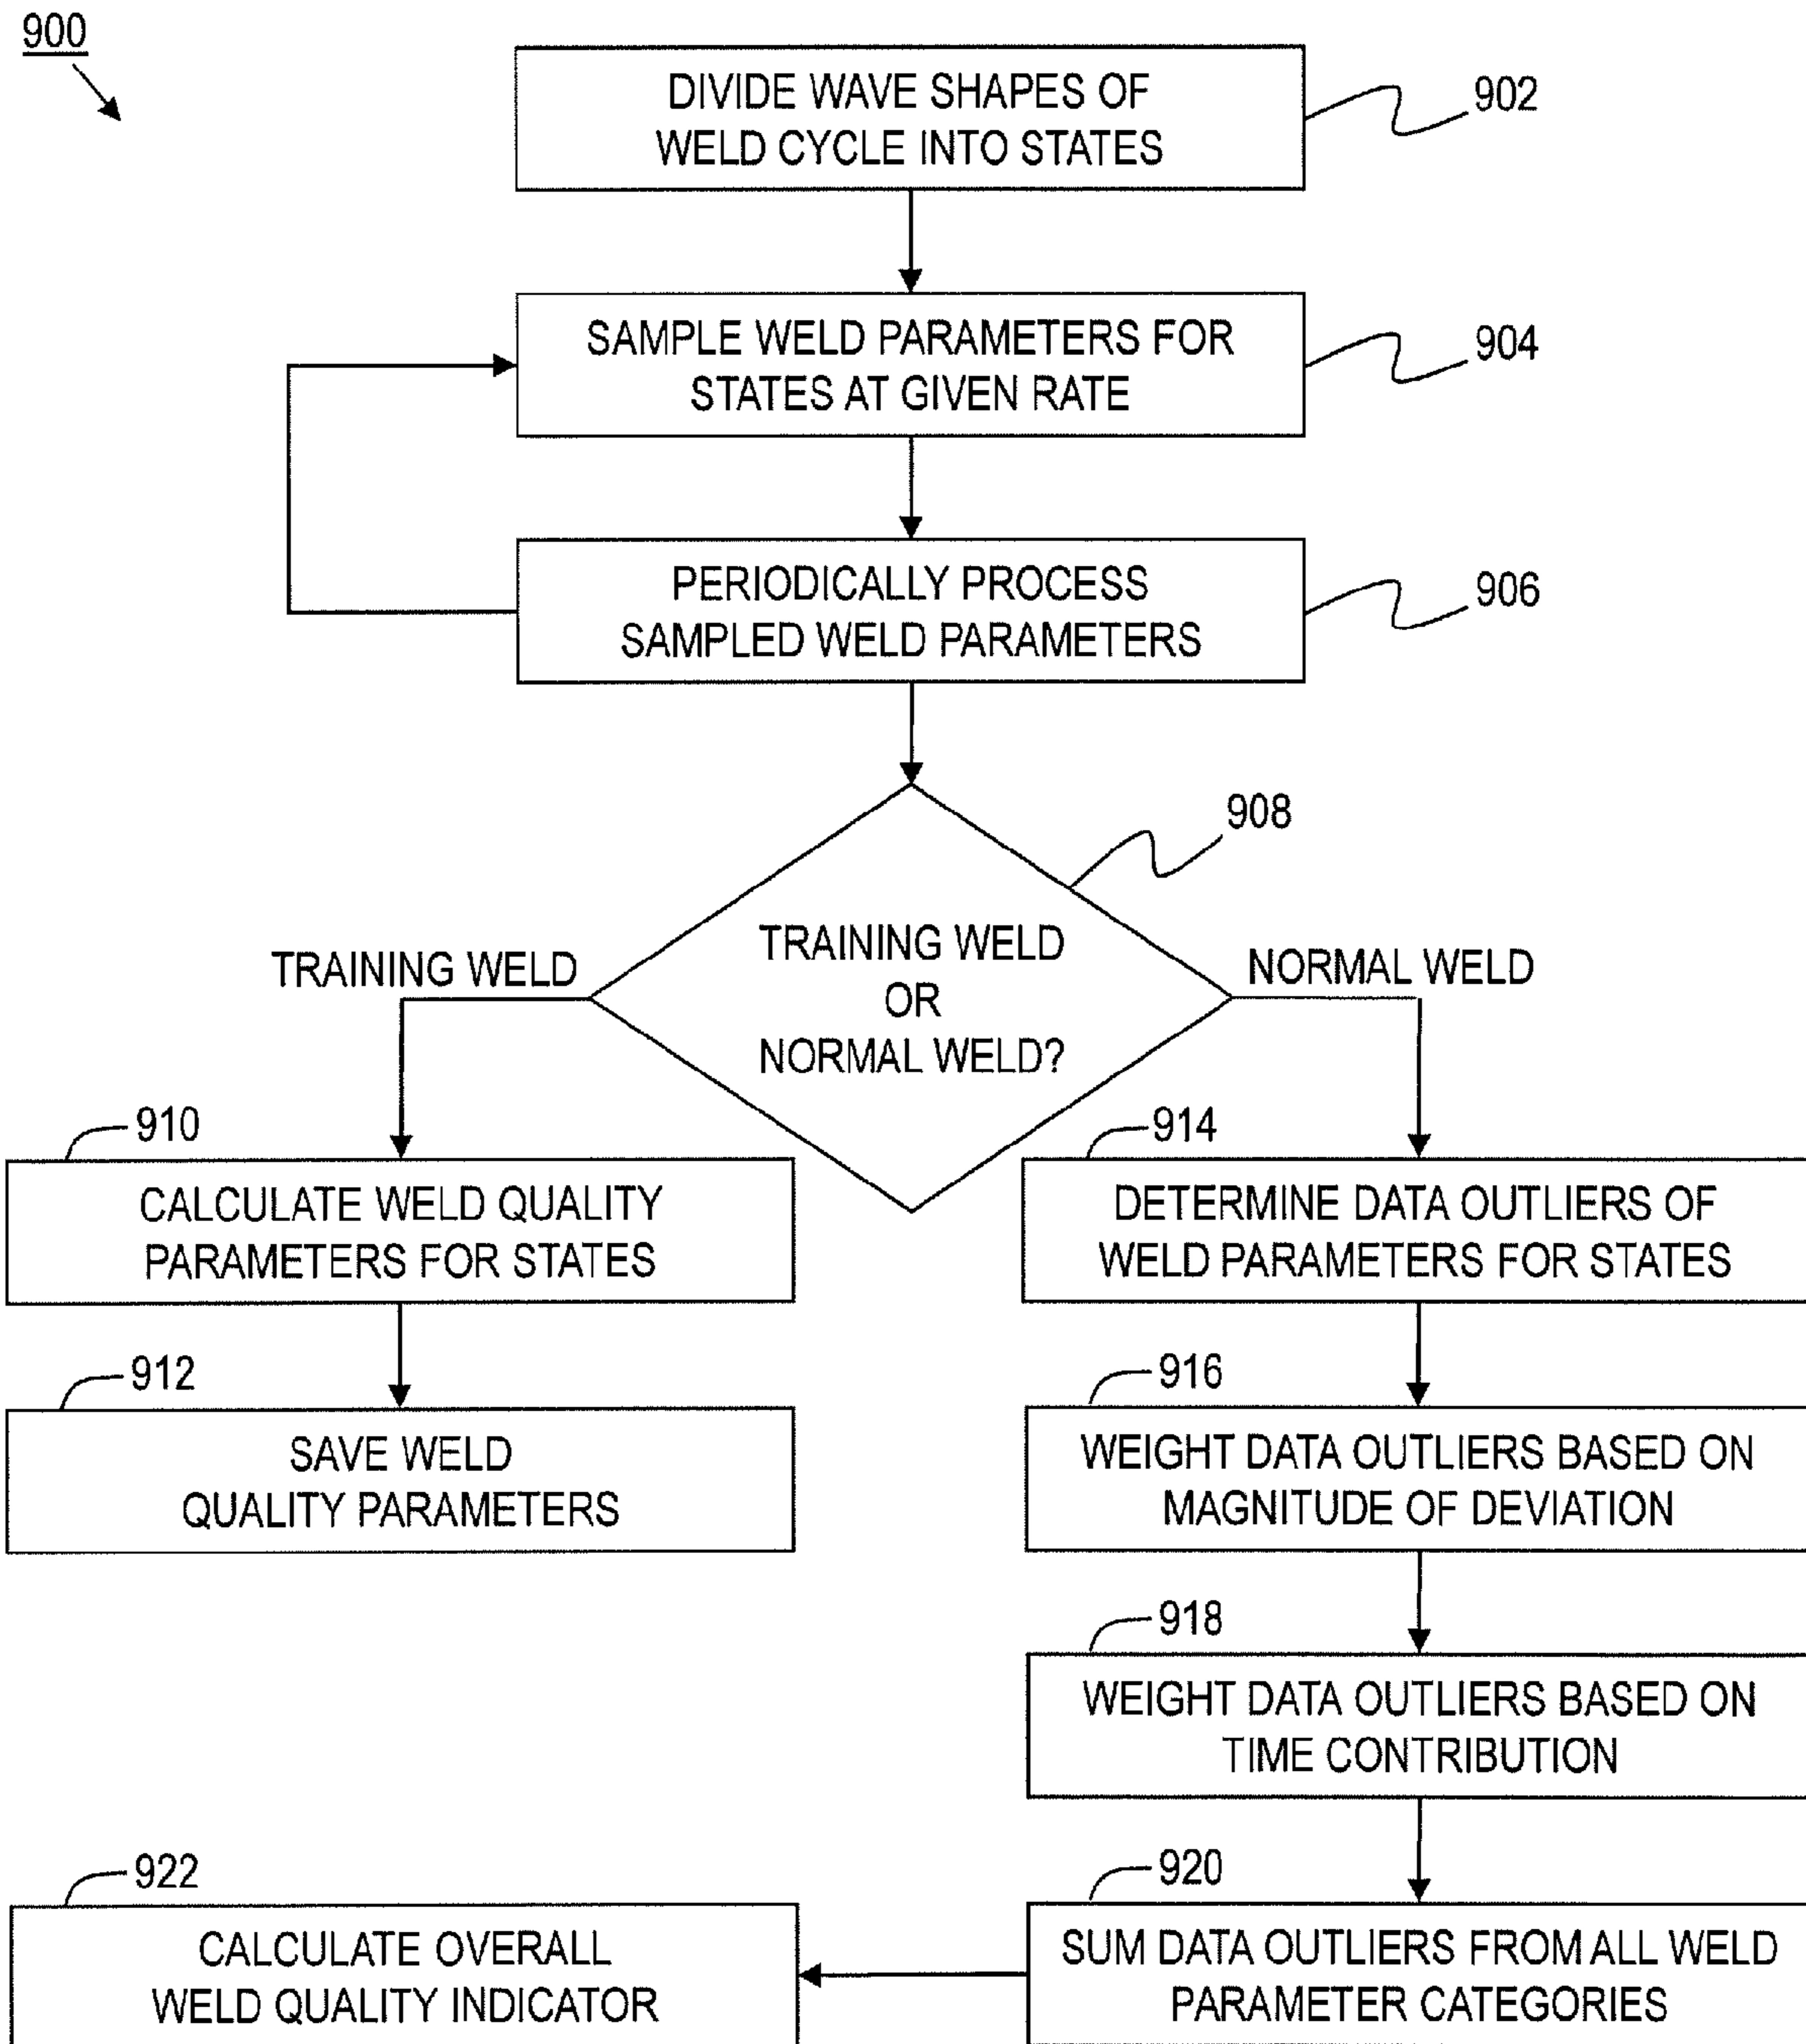 900
DIVIDE WAVE SHAPES OF
WELD CYCLE INTO STATES
902
SAMPLE WELD PARAMETERS FOR
STATES AT GIVEN RATE
904
PERIODICALLY PROCESS
SAMPLED WELD PARAMETERS
906
908
TRAINING WELD
OR
NORMAL WELD?
TRAINING WELD
NORMAL WELD
910
CALCULATE WELD QUALITY
PARAMETERS FOR STATES
912
SAVE WELD
QUALITY PARAMETERS
914
DETERMINE DATA OUTLIERS OF
WELD PARAMETERS FOR STATES
916
WEIGHT DATA OUTLIERS BASED ON
MAGNITUDE OF DEVIATION
918
WEIGHT DATA OUTLIERS BASED ON
TIME CONTRIBUTION
920
SUM DATA OUTLIERS FROM ALL WELD
PARAMETER CATEGORIES
922
CALCULATE OVERALL
WELD QUALITY INDICATOR